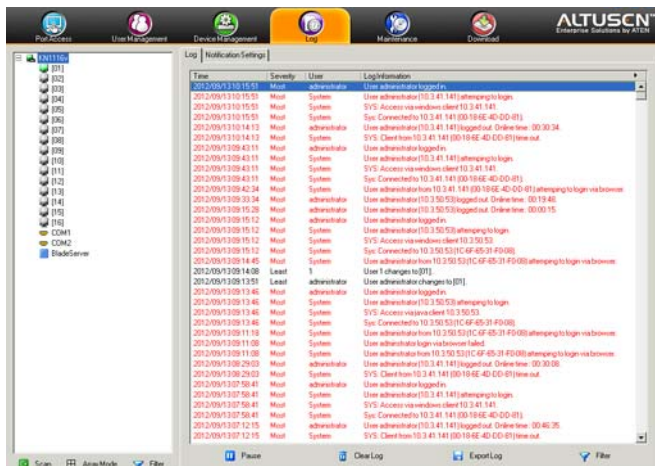 Port Access User Management Device Management Log Maintenance Download
ALTUSCN™
Enterprise Solutions by ATEN
KN1116v
[01]
[02]
[03]
[04]
[05]
[06]
[07]
[08]
[09]
[10]
[11]
[12]
[13]
[14]
[15]
[16]
COM1
COM2
BladeServer
Scan Array Mode Filter
Log Notification Settings
Time Severity User Log Information
2012/09/13 10:15:51 Most administrator User administrator logged in.
2012/09/13 10:15:51 Most System User administrator (10.3.41.141) attemping to login.
2012/09/13 10:15:51 Most System SYS: Access via windows client 10.3.41.141.
2012/09/13 10:15:51 Most System Sys: Connected to 10.3.41.141 (00-18-6E-4D-DD-81).
2012/09/13 10:14:13 Most administrator User administrator (10.3.41.141) logged out. Online time : 00:30:34.
2012/09/13 10:14:13 Most System SYS: Client from 10.3.41.141 (00-18-6E-4D-DD-81) time out.
2012/09/13 09:43:11 Most administrator User administrator logged in.
2012/09/13 09:43:11 Most System User administrator (10.3.41.141) attemping to login.
2012/09/13 09:43:11 Most System SYS: Access via windows client 10.3.41.141.
2012/09/13 09:43:11 Most System Sys: Connected to 10.3.41.141 (00-18-6E-4D-DD-81).
2012/09/13 09:42:34 Most System User administrator from 10.3.41.141 (00-18-6E-4D-DD-81) attemping to login via browser.
2012/09/13 09:33:34 Most administrator User administrator (10.3.50.53) logged out. Online time : 00:19:48.
2012/09/13 09:15:28 Most System User administrator (10.3.50.53) logged out. Online time : 00:00:15.
2012/09/13 09:15:12 Most administrator User administrator logged in.
2012/09/13 09:15:12 Most System User administrator (10.3.50.53) attemping to login.
2012/09/13 09:15:12 Most System SYS: Access via windows client 10.3.50.53.
2012/09/13 09:15:12 Most System Sys: Connected to 10.3.50.53 (1C-6F-65-31-FD-08).
2012/09/13 09:14:45 Most System User administrator from 10.3.50.53 (1C-6F-65-31-FD-08) attemping to login via browser.
2012/09/13 09:14:08 Least 1 User 1 changes to [01].
2012/09/13 09:13:51 Least administrator User administrator changes to [01].
2012/09/13 09:13:46 Most administrator User administrator logged in.
2012/09/13 09:13:46 Most System User administrator (10.3.50.53) attemping to login.
2012/09/13 09:13:46 Most System SYS: Access via java client 10.3.50.53.
2012/09/13 09:13:46 Most System Sys: Connected to 10.3.50.53 (1C-6F-65-31-FD-08).
2012/09/13 09:11:18 Most System User administrator from 10.3.50.53 (1C-6F-65-31-FD-08) attemping to login via browser.
2012/09/13 09:11:08 Most System User administrator login via browser failed.
2012/09/13 09:11:08 Most System User administrator from 10.3.50.53 (1C-6F-65-31-FD-08) attemping to login via browser.
2012/09/13 08:29:03 Most administrator User administrator (10.3.41.141) logged out. Online time : 00:30:08.
2012/09/13 08:29:03 Most System SYS: Client from 10.3.41.141 (00-18-6E-4D-DD-81) time out.
2012/09/13 07:58:41 Most administrator User administrator logged in.
2012/09/13 07:58:41 Most System User administrator (10.3.41.141) attemping to login.
2012/09/13 07:58:41 Most System SYS: Access via windows client 10.3.41.141.
2012/09/13 07:58:41 Most System Sys: Connected to 10.3.41.141 (00-18-6E-4D-DD-81).
2012/09/13 07:12:15 Most administrator User administrator (10.3.41.141) logged out. Online time : 00:46:35.
2012/09/13 07:12:15 Most System SYS: Client from 10.3.41.141 (00-18-6E-4D-DD-81) time out.
Pause Clear Log Export Log Filter